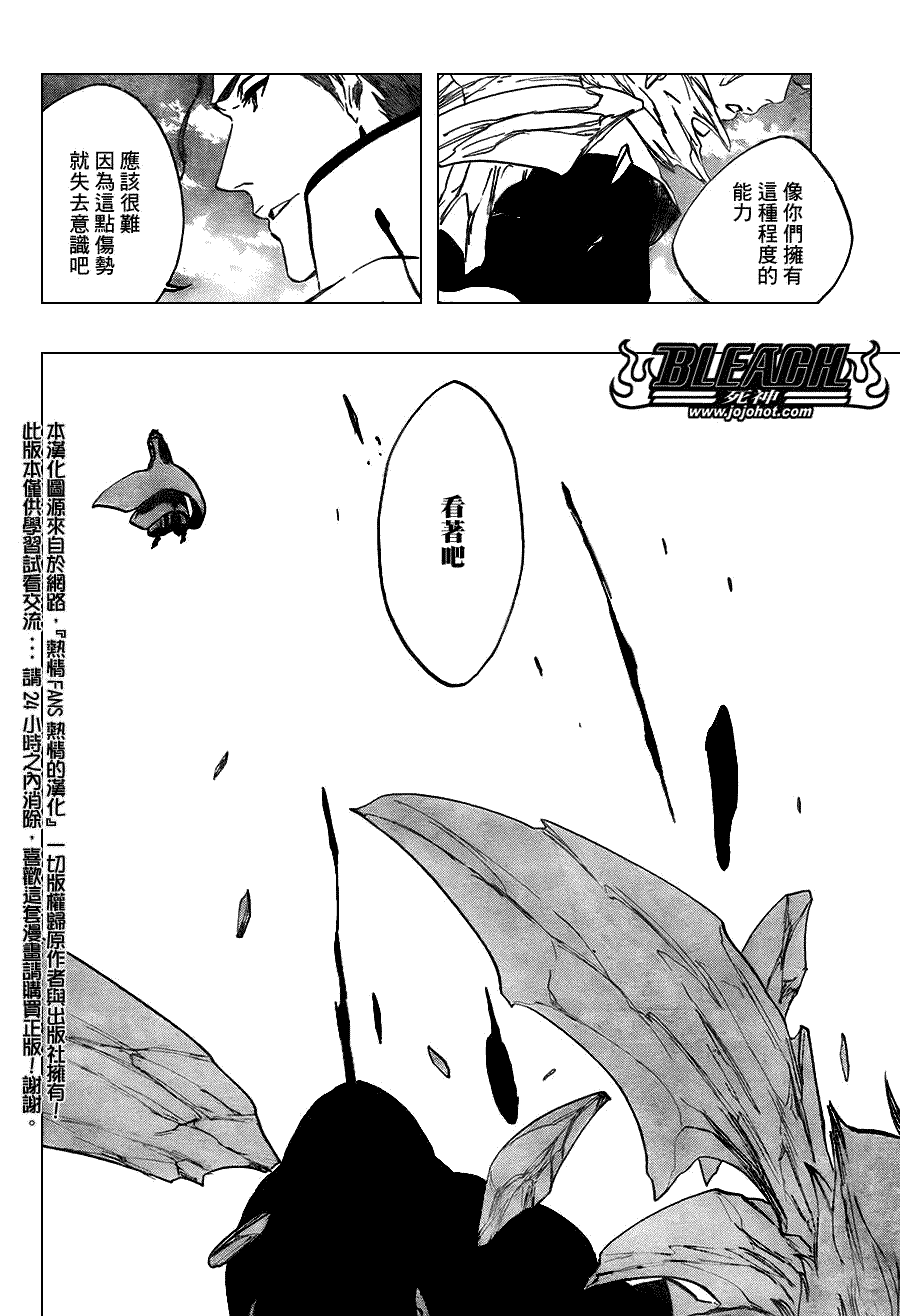 像你們擁有
這種程度的
能力
應該很難
因為這點傷勢
就失去意識吧
BLEACH
死神
www.jojohot.com
看著吧
本漢化圖源來自於網路，『熱情FANS熱情的漢化』一切版權歸原作者與出版社擁有！
此版本僅供學習試看交流…請24小時之內消除，喜歡這套漫畫請購買正版！謝謝。